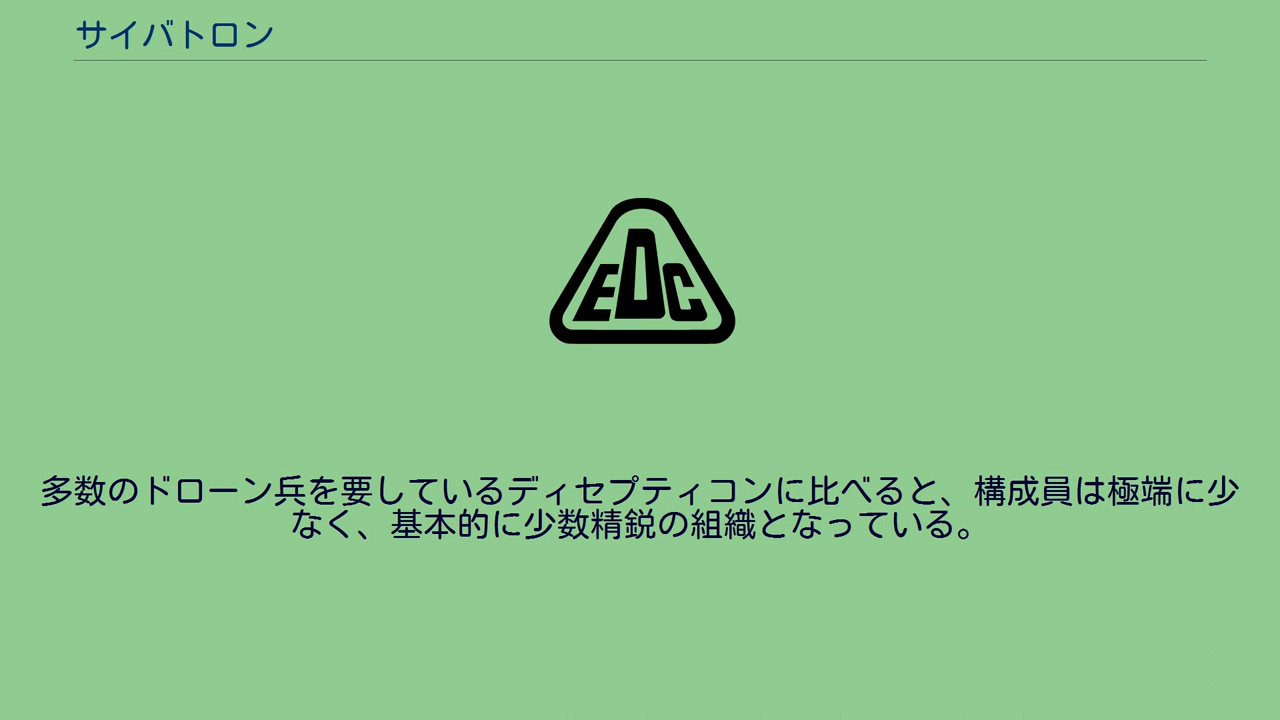 サイバトロン
EDC
多数のドローン兵を要しているディセプティコンに比べると、構成員は極端に少
なく、基本的に少数精鋭の組織となっている。